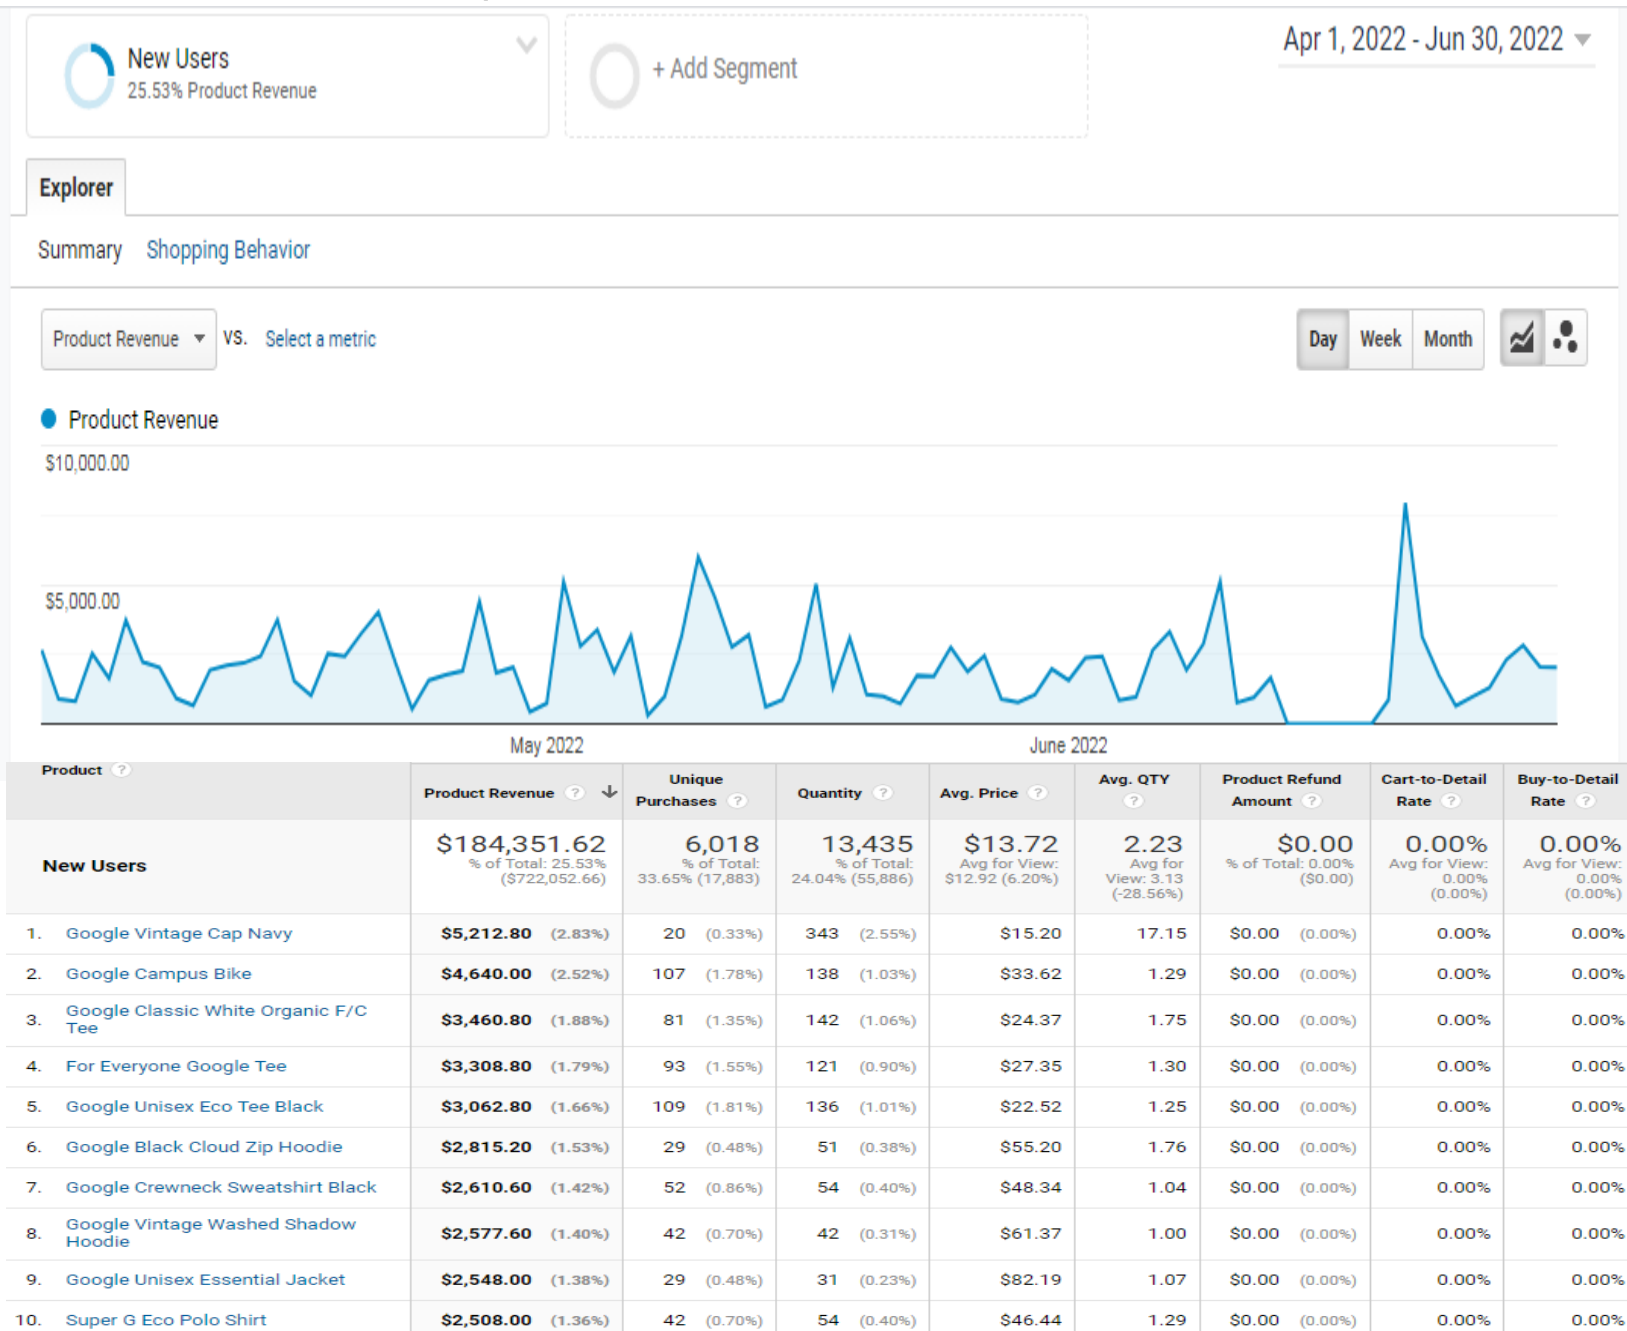 New Users
25.53% Product Revenue
+ Add Segment
Apr 1, 2022 - Jun 30, 2022
Explorer
Summary Shopping Behavior
Product Revenue VS. Select a metric
Day Week Month
Product Revenue
$10,000.00
$5,000.00
May 2022 June 2022
Product ? Product Revenue ? Unique Purchases ? Quantity ? Avg. Price ? Avg. QTY ? Product Refund Amount ? Cart-to-Detail Rate ? Buy-to-Detail Rate ?
New Users $184,351.62 6,018 13,435 $13.72 2.23 $0.00 0.00% 0.00%
% of Total: 25.53% ($722,052.66) % of Total: 33.65% (17,883) % of Total: 24.04% (55,886) Avg for View: $12.92 (6.20%) Avg for View: 3.13 (-28.56%) % of Total: 0.00% ($0.00) Avg for View: 0.00% (0.00%) Avg for View: 0.00% (0.00%)
1. Google Vintage Cap Navy $5,212.80 (2.83%) 20 (0.33%) 343 (2.55%) $15.20 17.15 $0.00 (0.00%) 0.00% 0.00%
2. Google Campus Bike $4,640.00 (2.52%) 107 (1.78%) 138 (1.03%) $33.62 1.29 $0.00 (0.00%) 0.00% 0.00%
3. Google Classic White Organic F/C Tee $3,460.80 (1.88%) 81 (1.35%) 142 (1.06%) $24.37 1.75 $0.00 (0.00%) 0.00% 0.00%
4. For Everyone Google Tee $3,308.80 (1.79%) 93 (1.55%) 121 (0.90%) $27.35 1.30 $0.00 (0.00%) 0.00% 0.00%
5. Google Unisex Eco Tee Black $3,062.80 (1.66%) 109 (1.81%) 136 (1.01%) $22.52 1.25 $0.00 (0.00%) 0.00% 0.00%
6. Google Black Cloud Zip Hoodie $2,815.20 (1.53%) 29 (0.48%) 51 (0.38%) $55.20 1.76 $0.00 (0.00%) 0.00% 0.00%
7. Google Crewneck Sweatshirt Black $2,610.60 (1.42%) 52 (0.86%) 54 (0.40%) $48.34 1.04 $0.00 (0.00%) 0.00% 0.00%
8. Google Vintage Washed Shadow Hoodie $2,577.60 (1.40%) 42 (0.70%) 42 (0.31%) $61.37 1.00 $0.00 (0.00%) 0.00% 0.00%
9. Google Unisex Essential Jacket $2,548.00 (1.38%) 29 (0.48%) 31 (0.23%) $82.19 1.07 $0.00 (0.00%) 0.00% 0.00%
10. Super G Eco Polo Shirt $2,508.00 (1.36%) 42 (0.70%) 54 (0.40%) $46.44 1.29 $0.00 (0.00%) 0.00% 0.00%